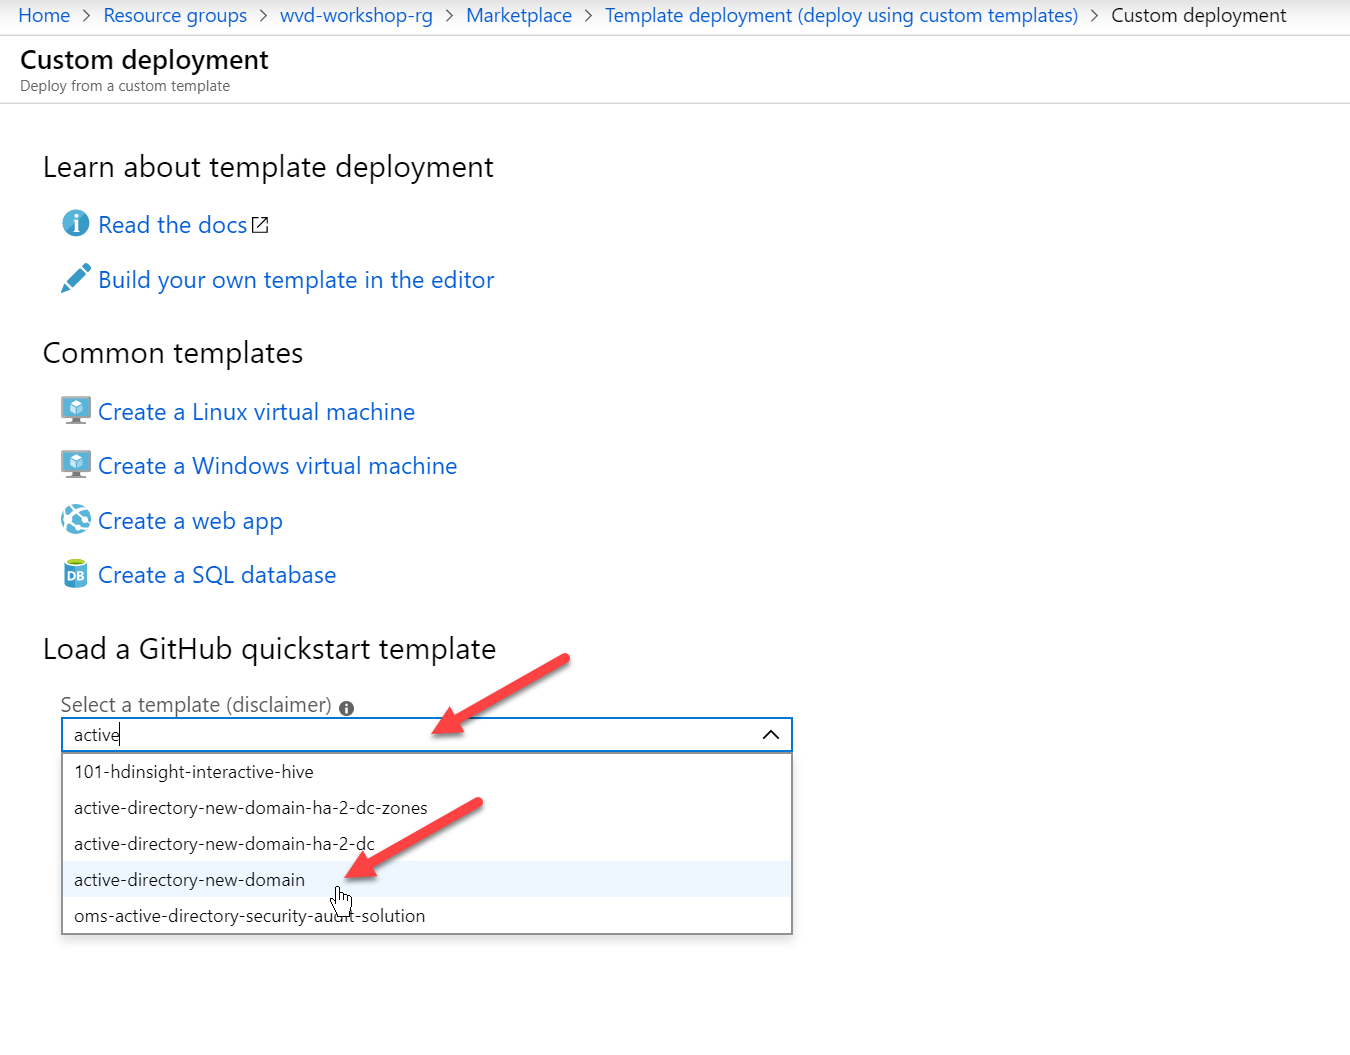 Home > Resource groups > wvd-workshop-rg > Marketplace > Template deployment (deploy using custom templates) > Custom deployment
Custom deployment
Deploy from a custom template
Learn about template deployment
Read the docs
Build your own template in the editor
Common templates
Create a Linux virtual machine
Create a Windows virtual machine
Create a web app
DB Create a SQL database
Load a GitHub quickstart template
Select a template (disclaimer)
active
101-hdinsight-interactive-hive
active-directory-new-domain-ha-2-dc-zones
active-directory-new-domain-ha-2-dc
active-directory-new-domain
oms-active-directory-security-audit-solution